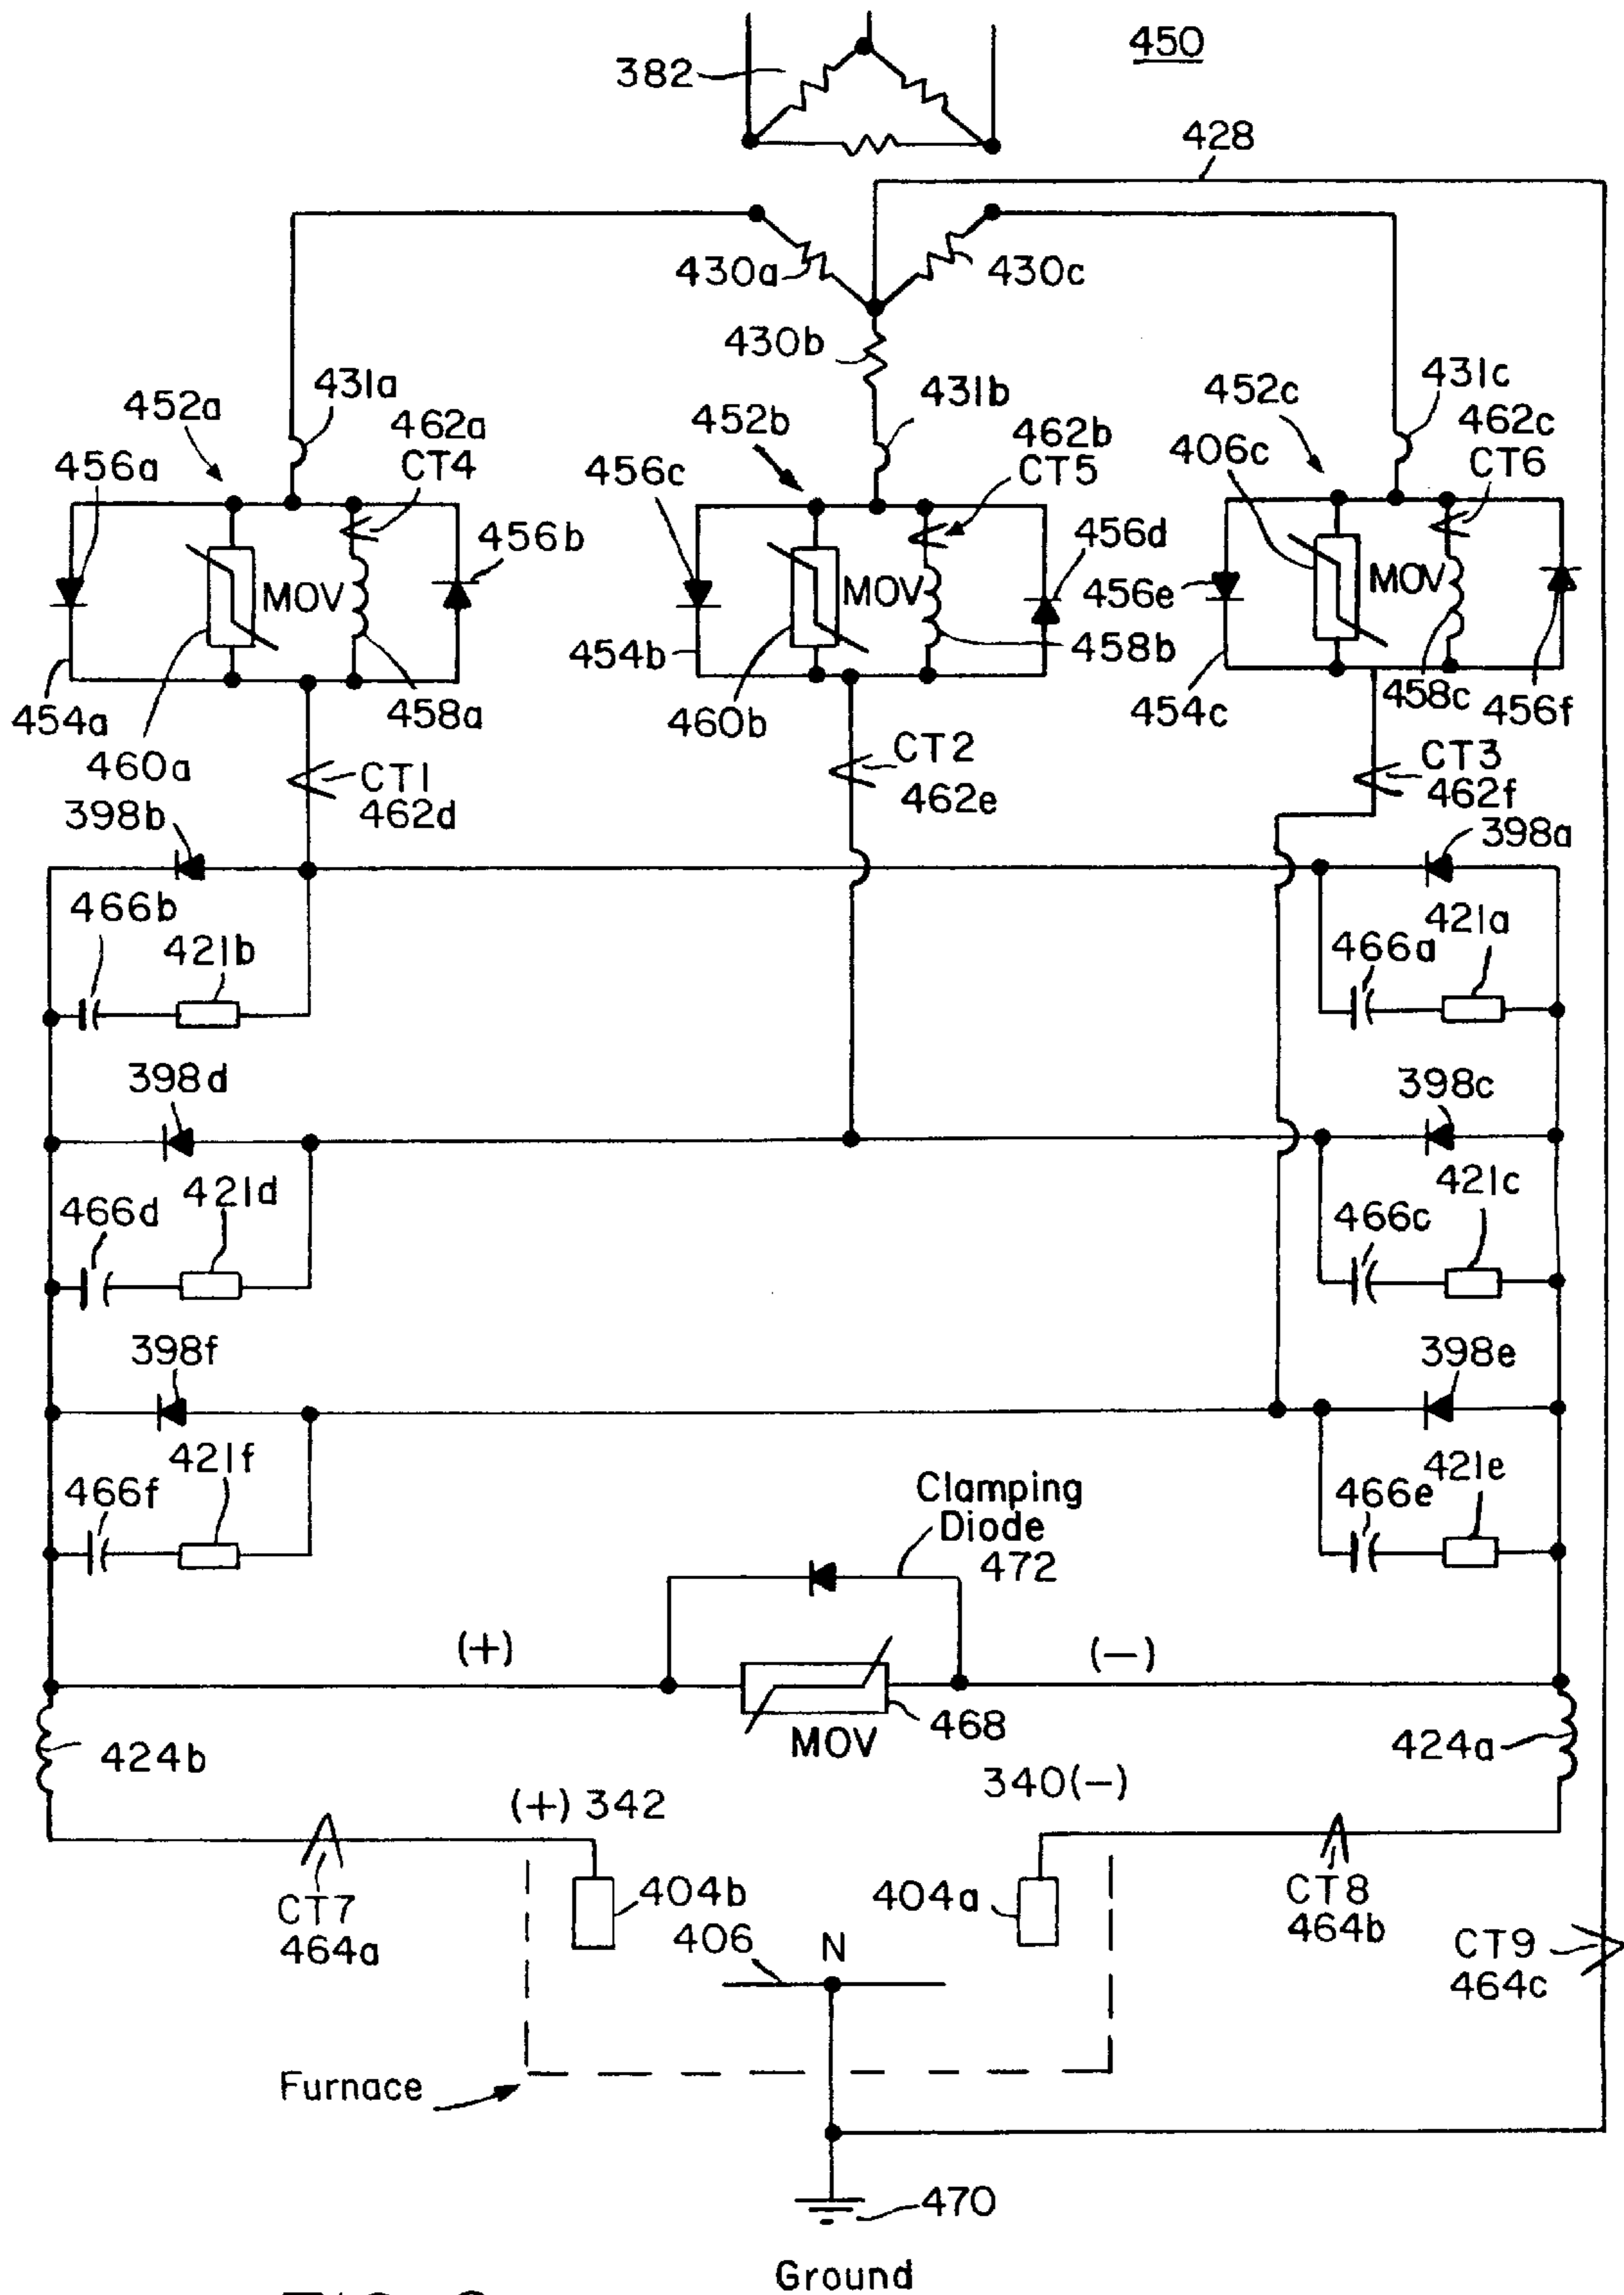 450
382
428
430a
430c
430b
431a
431b
431c
452a
452b
452c
462a
CT4
462b
CT5
462c
CT6
456a
456c
406c
456b
456d
456e
MOV
MOV
MOV
454a
460a
458a
454b
460b
458b
454c
458c
456f
CT1
462d
CT2
462e
CT3
462f
398b
398a
466b
421b
466a
421a
398d
398c
466d
421d
466c
421c
398f
398e
466f
421f
466e
421e
Clamping
Diode
472
(+)
(−)
468
MOV
424b
424a
(+) 342
340(−)
CT7
464a
404b
404a
406
N
CT8
464b
CT9
464c
Furnace
470
Ground